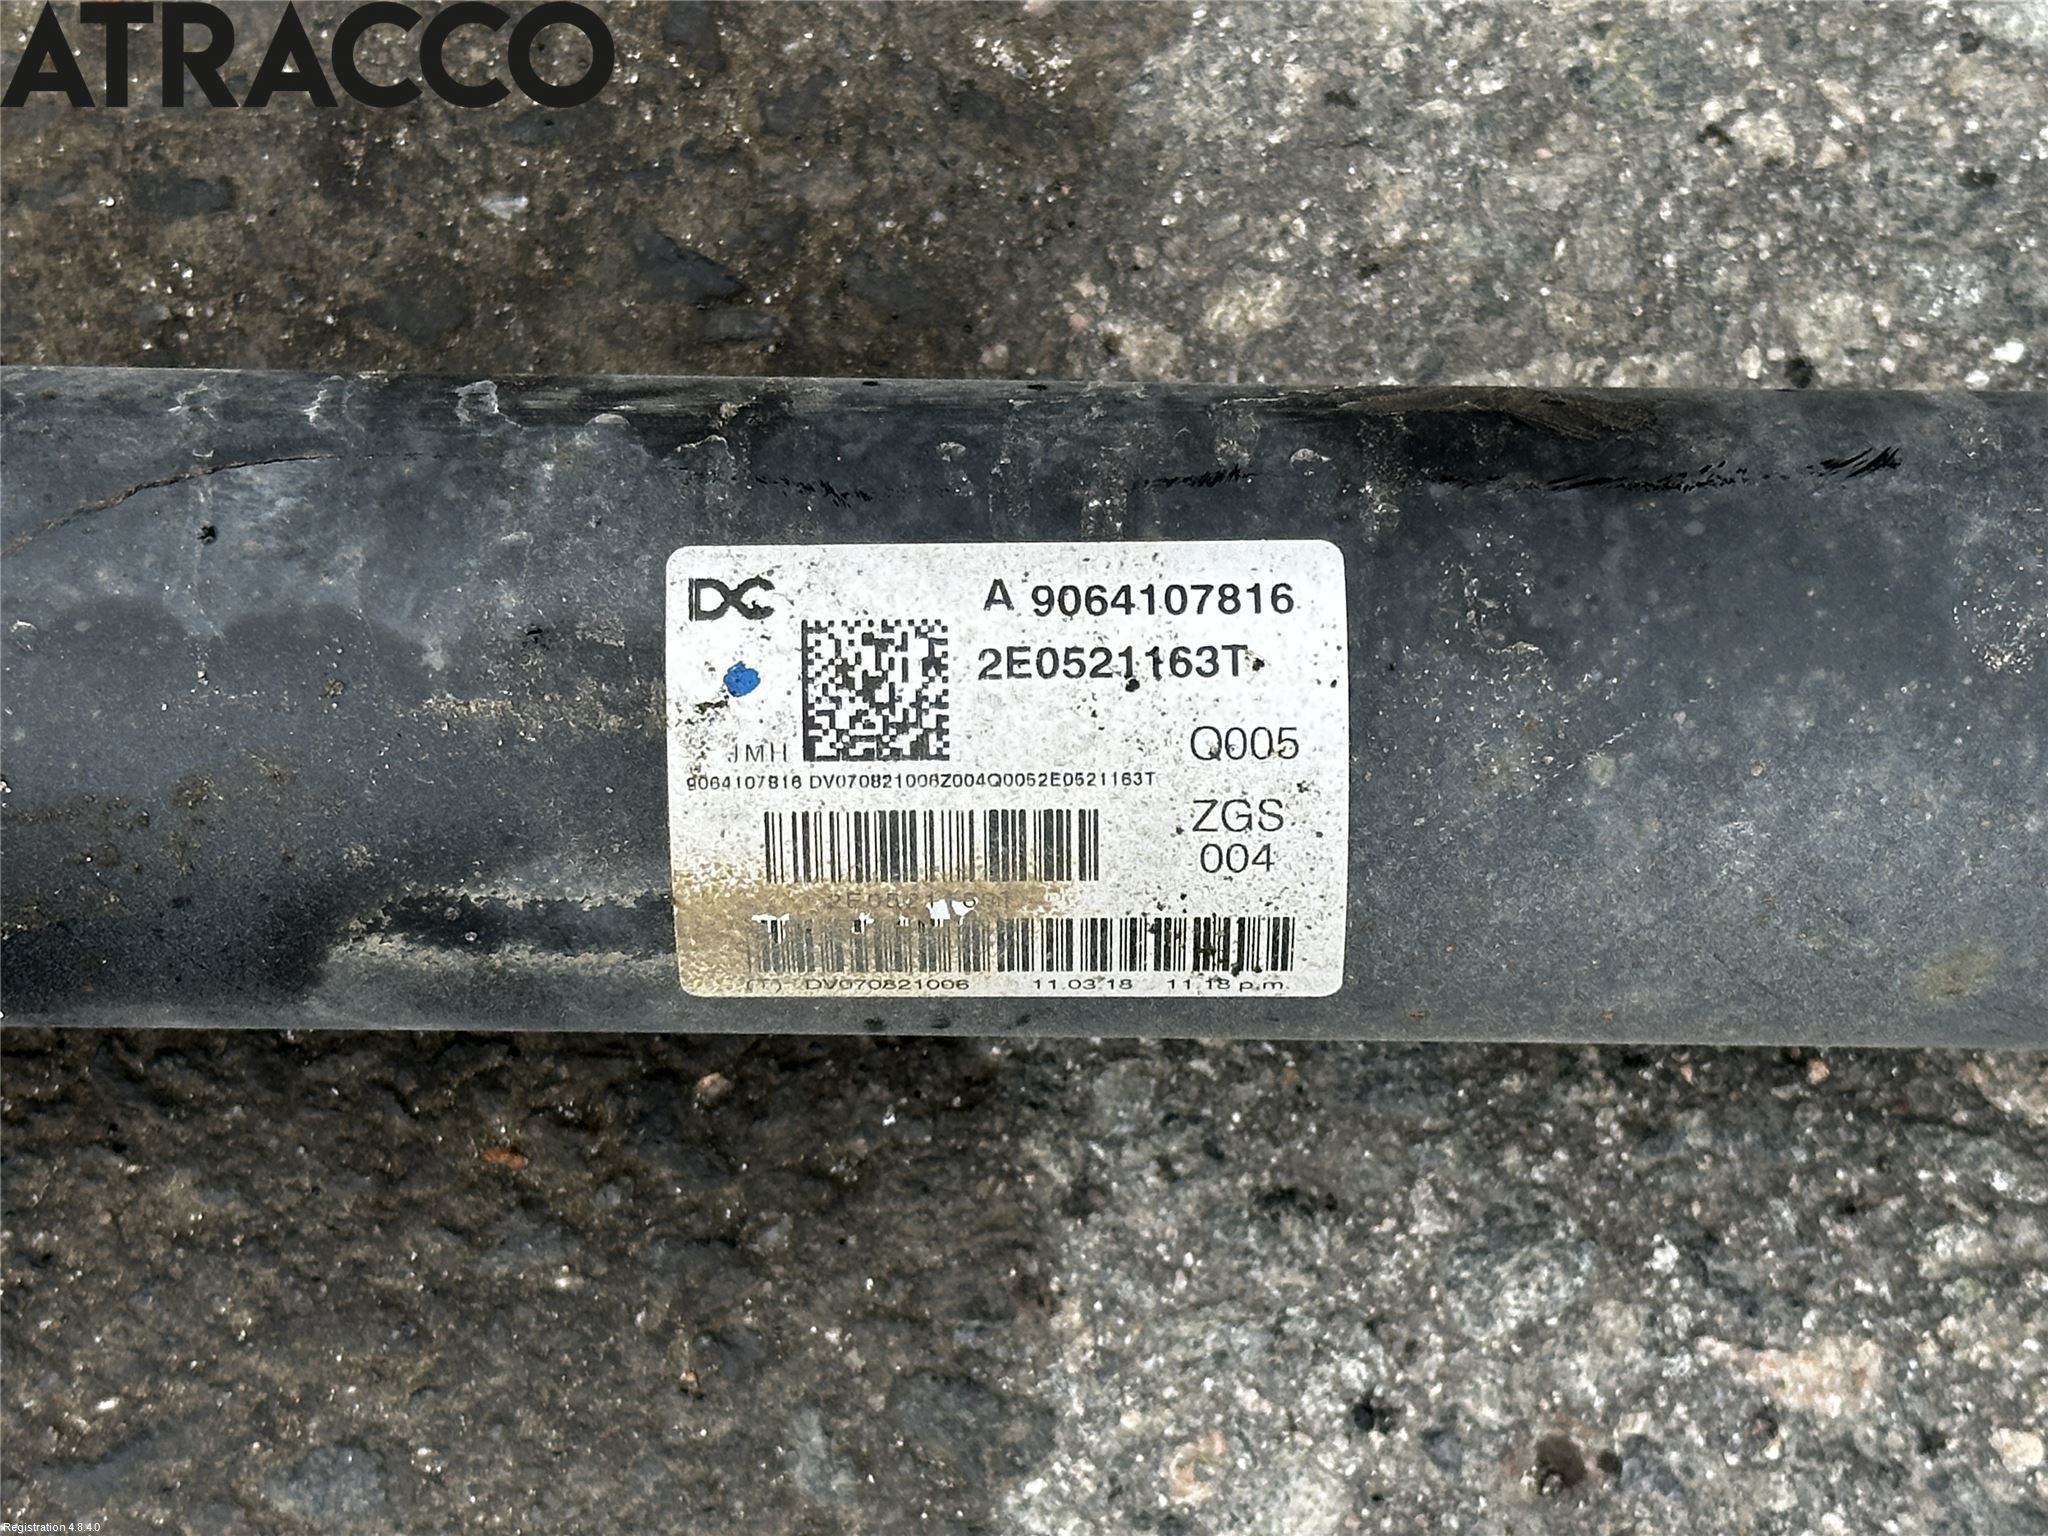 ATRACCO
DC
A 9064107816
2E0521163T
JMH
Q005
9064107816 DV070821006Z004Q0052E0521163T
ZGS
004
(T) DV070821006 11.03.18 11.18 p.m.
Registration 4.8.4.0